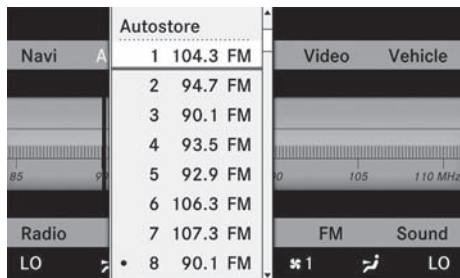 Autostore
Navi A 1 104.3 FM Video Vehicle
2 94.7 FM
3 90.1 FM
4 93.5 FM
85 9 5 92.9 FM 0 105 110 MHz
6 106.3 FM
Radio 7 107.3 FM FM Sound
LO • 8 90.1 FM 1 LO